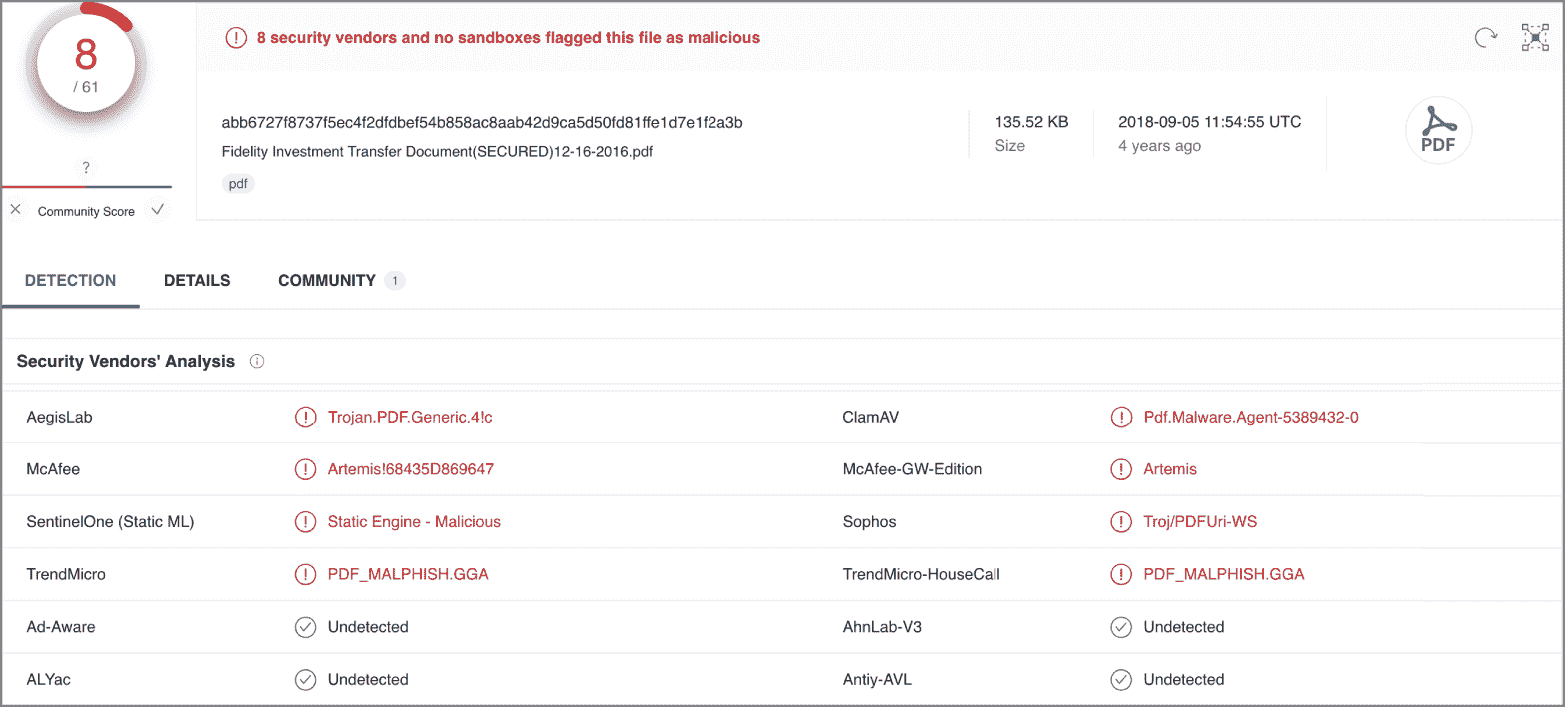 8
/ 61
?
Community Score
8 security vendors and no sandboxes flagged this file as malicious
abb6727f8737f5ec4f2dfdbef54b858ac8aab42d9ca5d50fd81ffe1d7e1f2a3b
Fidelity Investment Transfer Document(SECURED)12-16-2016.pdf
pdf
135.52 KB
Size
2018-09-05 11:54:55 UTC
4 years ago
PDF
DETECTION DETAILS COMMUNITY 1
Security Vendors' Analysis
AegisLab Trojan.PDF.Generic.4!c ClamAV Pdf.Malware.Agent-5389432-0
McAfee Artemis!68435D869647 McAfee-GW-Edition Artemis
SentinelOne (Static ML) Static Engine - Malicious Sophos Troj/PDFUri-WS
TrendMicro PDF_MALPHISH.GGA TrendMicro-HouseCall PDF_MALPHISH.GGA
Ad-Aware Undetected AhnLab-V3 Undetected
ALYac Undetected Antiy-AVL Undetected